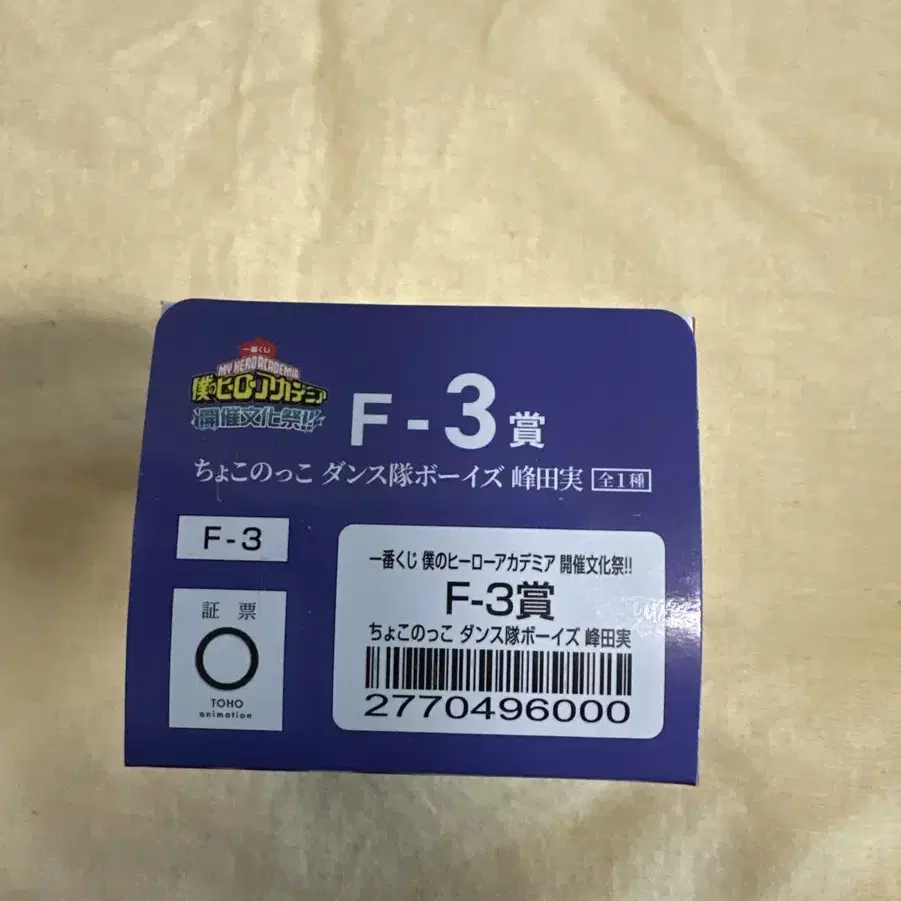 一番くじ
MY HERO ACADEMIA
僕のヒーローアカデミア
開催文化祭!!
F-3賞
ちょこのっこ ダンス隊ボーイズ 峰田実 全1種
F-3
証 票
TOHO
animation
一番くじ 僕のヒーローアカデミア 開催文化祭!!
F-3賞
ちょこのっこ ダンス隊ボーイズ 峰田実
2770496000